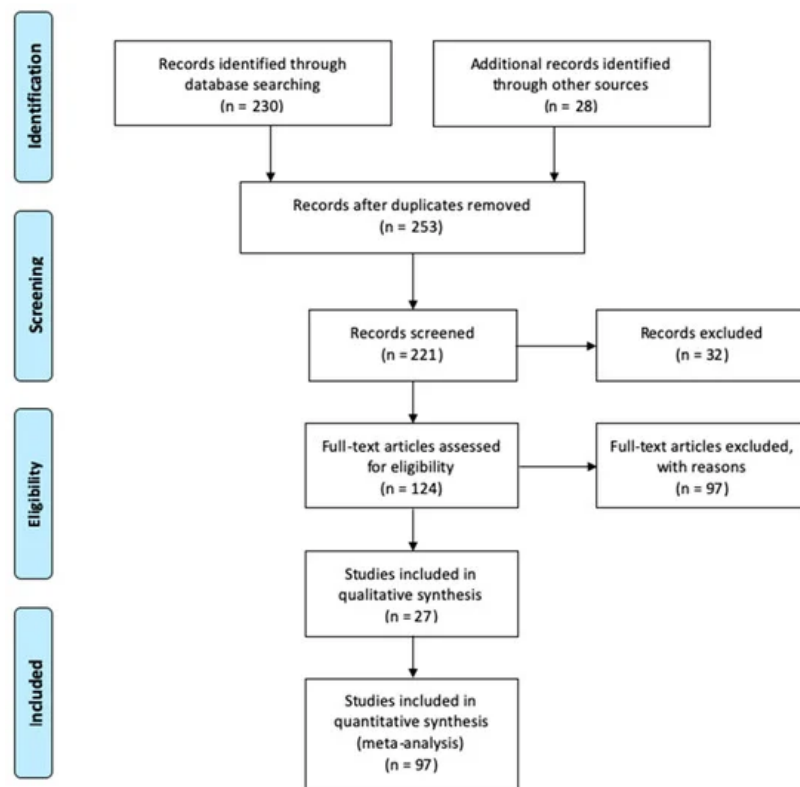 Identification
Records identified through
database searching
(n = 230)
Additional records identified
through other sources
(n = 28)
Records after duplicates removed
(n = 253)
Screening
Records screened
(n = 221)
Records excluded
(n = 32)
Eligibility
Full-text articles assessed
for eligibility
(n = 124)
Full-text articles excluded,
with reasons
(n = 97)
Studies included in
qualitative synthesis
(n = 27)
Included
Studies included in
quantitative synthesis
(meta-analysis)
(n = 97)